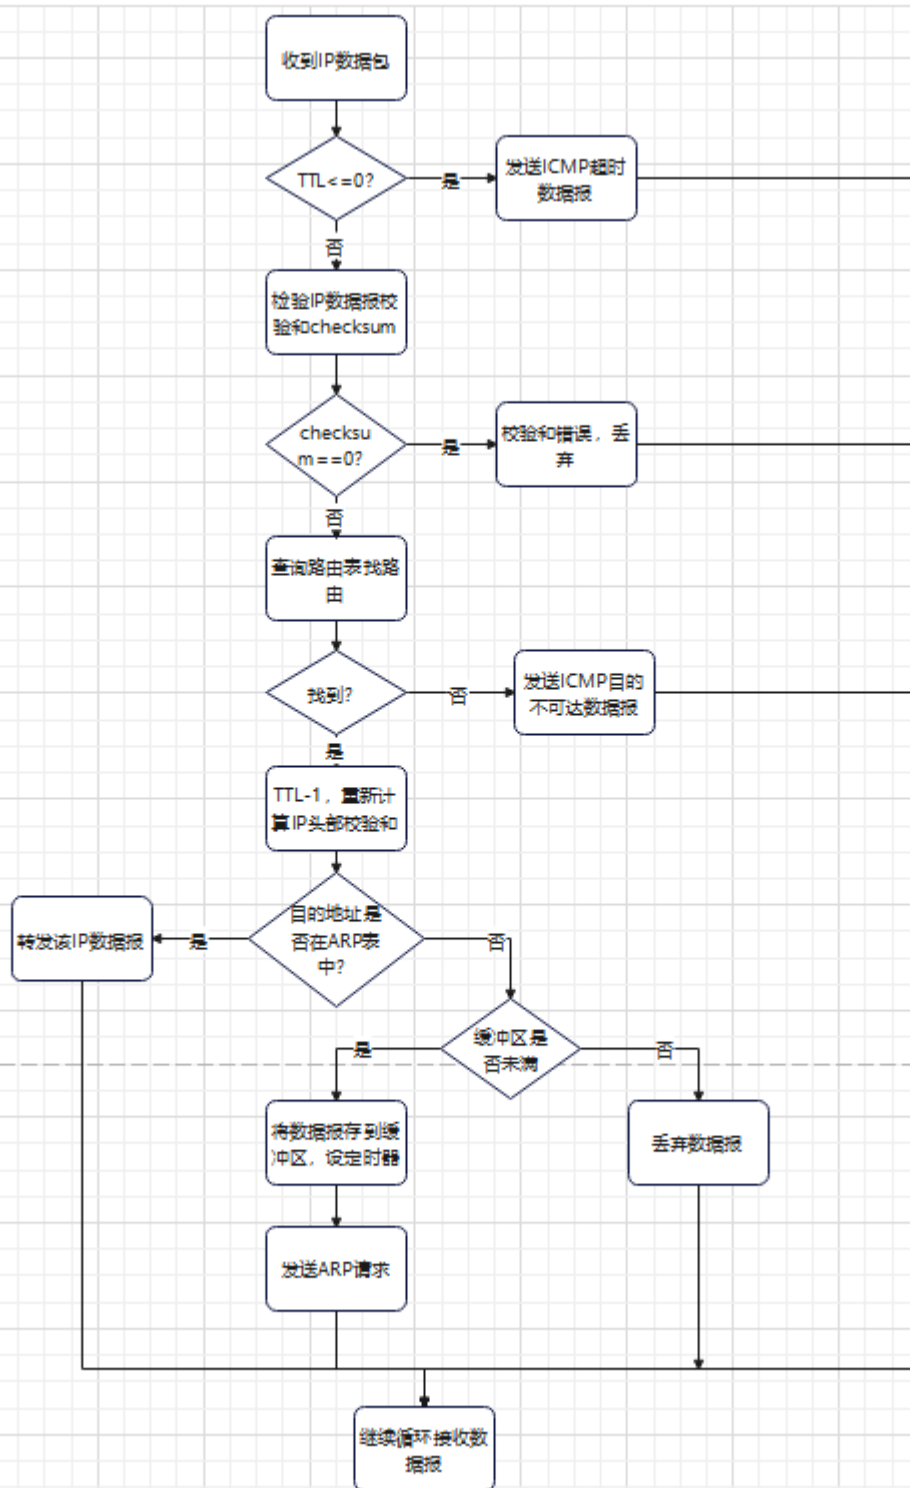 收到IP数据包
TTL<=0?
是
发送ICMP超时
数据报
否
检验IP数据报校
验和checksum
checksu
m==0?
是
校验和错误，丢
弃
否
查询路由表找路
由
找到?
否
发送ICMP目的
不可达数据报
是
TTL-1，重新计
算IP头部校验和
目的地址是
否在ARP表
中?
是
转发该IP数据报
否
缓冲区是
否未满
是
否
将数据报存到缓
冲区，设定时器
丢弃数据报
发送ARP请求
继续循环接收数
据报